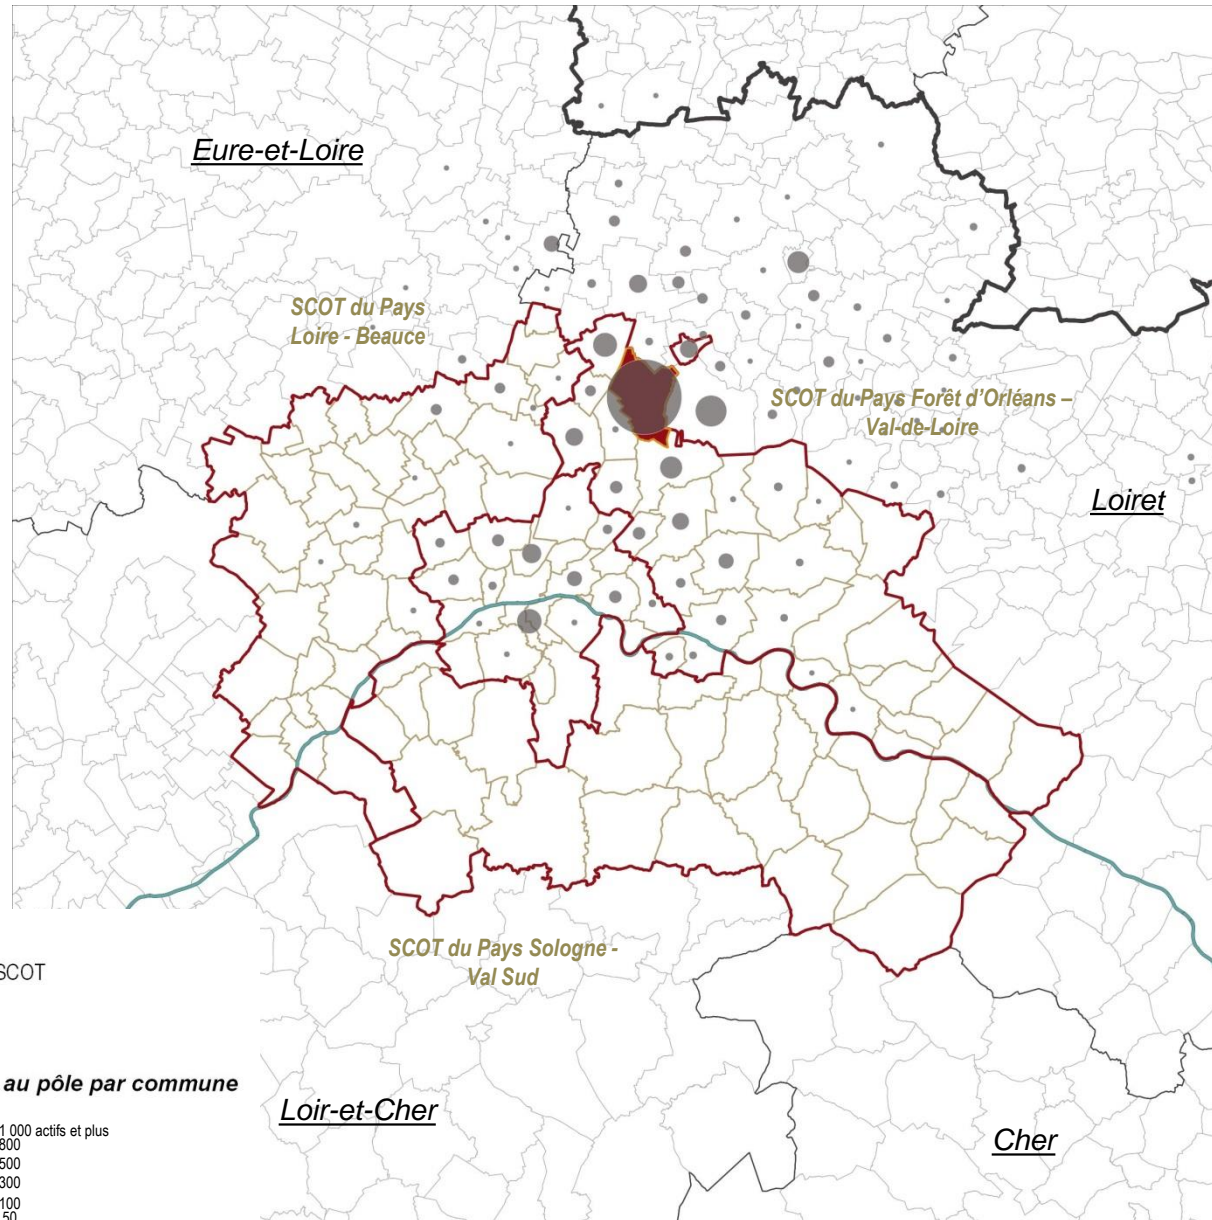 Eure-et-Loire
SCOT du Pays
Loire - Beauce
SCOT du Pays Forêt d'Orléans –
Val-de-Loire
Loiret
SCOT du Pays Sologne -
Val Sud
SCOT
au pôle par commune
1 000 actifs et plus
800
500
300
100
50
Loir-et-Cher
Cher